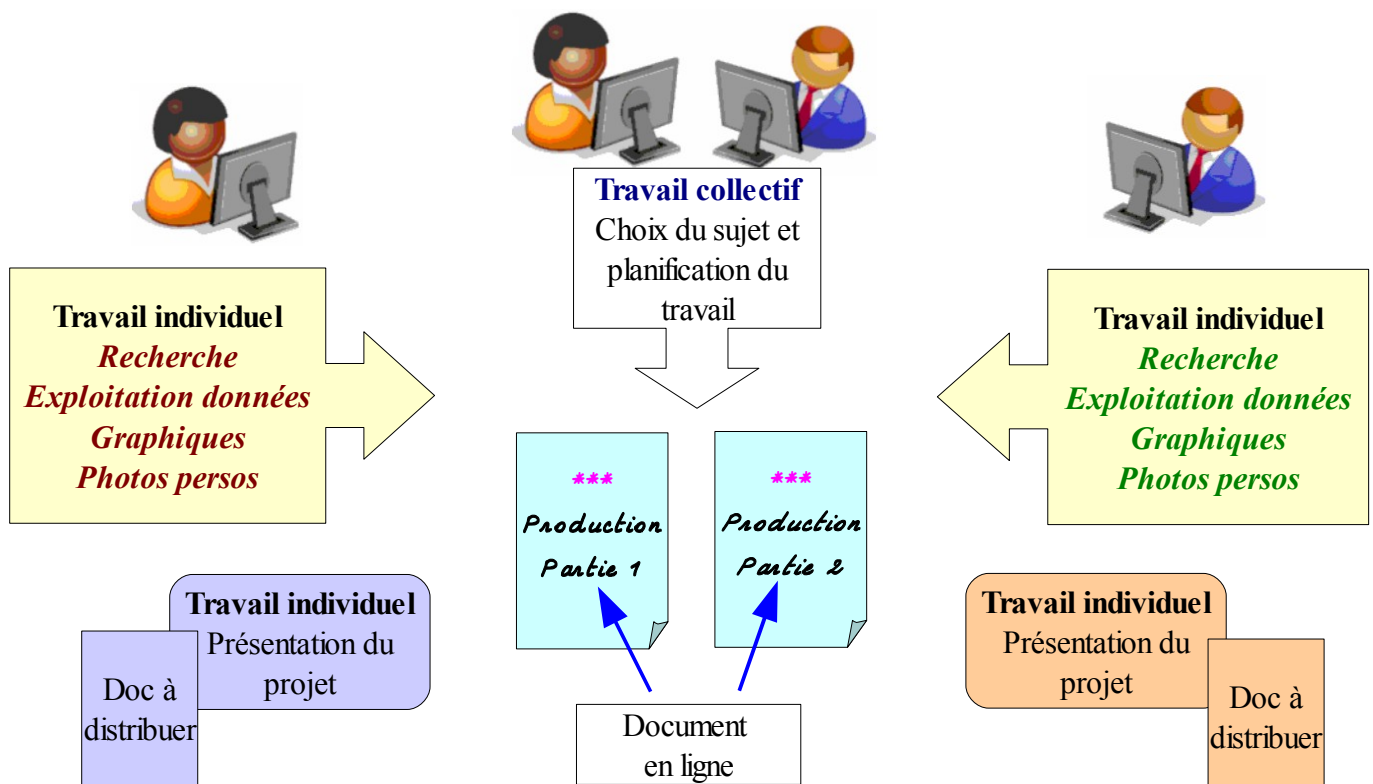 Travail collectif
Choix du sujet et
planification du
travail
Travail individuel
Recherche
Exploitation données
Graphiques
Photos persos
Travail individuel
Recherche
Exploitation données
Graphiques
Photos persos
***
Production
Partie 1
***
Production
Partie 2
Travail individuel
Présentation du
projet
Doc à
distribuer
Document
en ligne
Travail individuel
Présentation du
projet
Doc à
distribuer